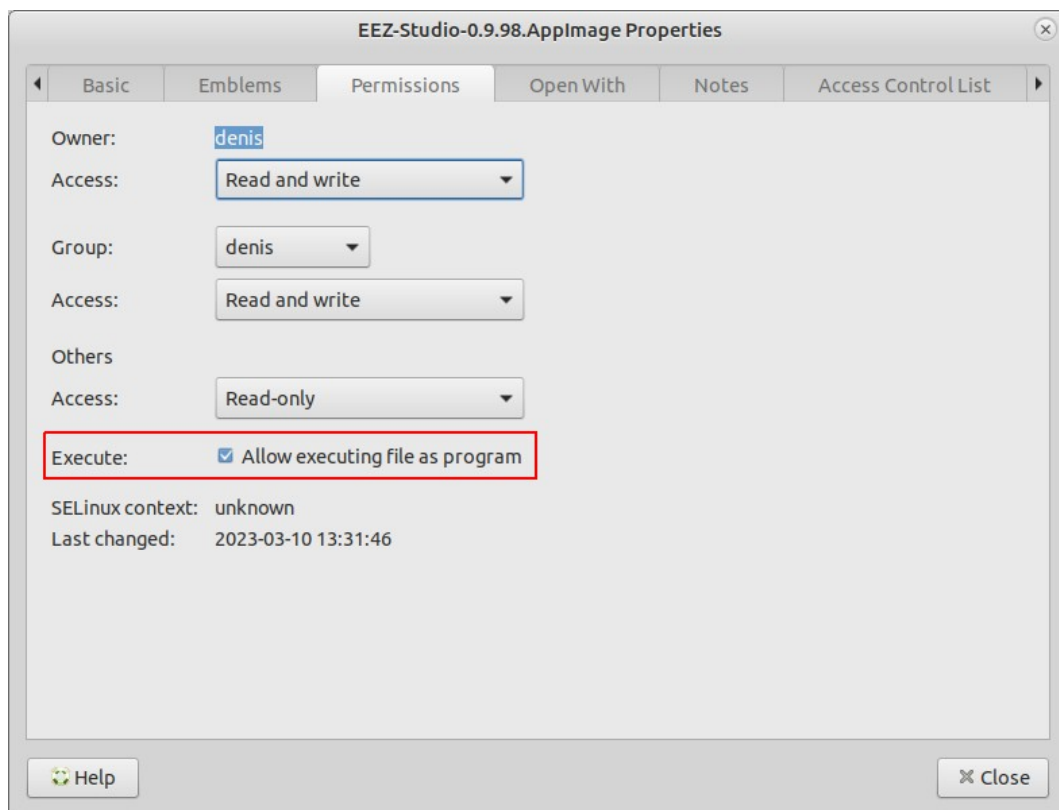 EEZ-Studio-0.9.98.AppImage Properties
Basic Emblems Permissions Open With Notes Access Control List
Owner: denis
Access: Read and write
Group: denis
Access: Read and write
Others
Access: Read-only
Execute: Allow executing file as program
SELinux context: unknown
Last changed: 2023-03-10 13:31:46
Help Close